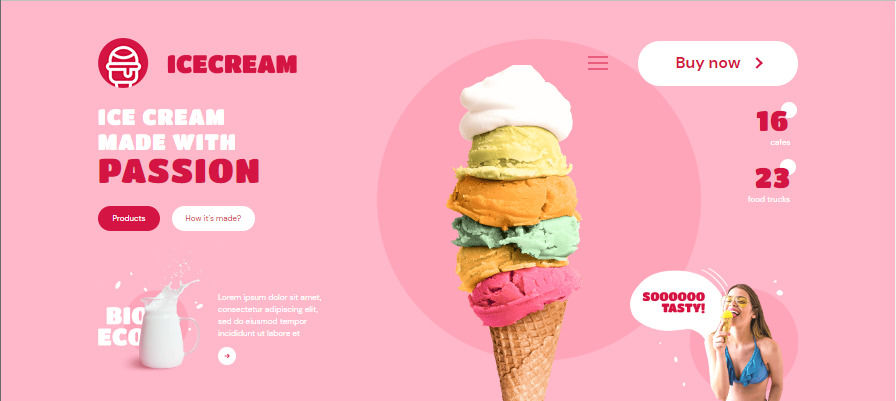 ICECREAM
Buy now
ICE CREAM
MADE WITH
PASSION
Products
How it's made?
16
cafes
23
food trucks
BIO
ECO
Lorem ipsum dolor sit amet,
consectetur adipiscing elit,
sed do eiusmod tempor
incididunt ut labore et
SOOOOOO
TASTY!